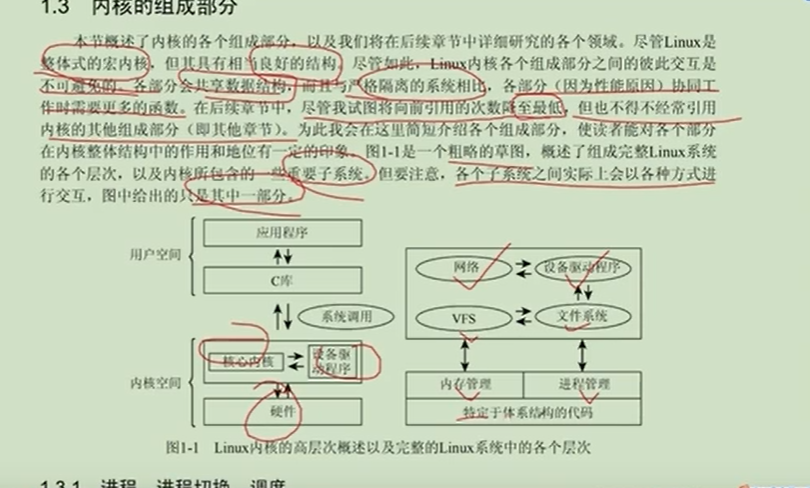 1.3 内核的组成部分
本节概述了内核的各个组成部分，以及我们将在后续章节中详细研究的各个领域。尽管Linux是
整体式的宏内核，但其具有相当良好的结构。尽管如此，Linux内核各个组成部分之间的彼此交互是
不可避免的。各部分会共享数据结构，而且与严格隔离的系统相比，各部分（因为性能原因）协同工
作时需要更多的函数。在后续章节中，尽管我试图将向前引用的次数降至最低，但也不得不经常引用
内核的其他组成部分（即其他章节）。为此我会在这里简短介绍各个组成部分，使读者能对各个部分
在内核整体结构中的作用和地位有一定的印象。图1-1是一个粗略的草图，概述了组成完整Linux系统
的各个层次，以及内核所包含的一些重要子系统。但要注意，各个子系统之间实际上会以各种方式进
行交互，图中给出的只是其中一部分。
用户空间
应用程序
C库
系统调用
内核空间
核心内核
设备驱
动程序
硬件
网络
设备驱动程序
VFS
文件系统
内存管理
进程管理
特定于体系结构的代码
图1-1 Linux内核的高层次概述以及完整的Linux系统中的各个层次
1.3.1 进程、进程切换、调度